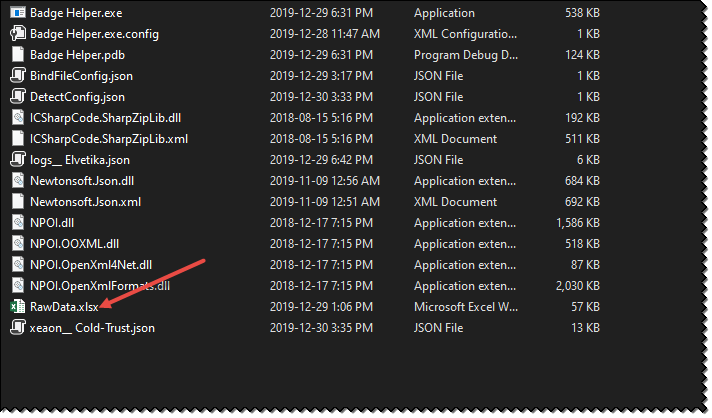 Badge Helper.exe 2019-12-29 6:31 PM Application 538 KB
Badge Helper.exe.config 2019-12-28 11:47 AM XML Configuratio... 1 KB
Badge Helper.pdb 2019-12-29 6:31 PM Program Debug D... 124 KB
BindFileConfig.json 2019-12-29 3:17 PM JSON File 1 KB
DetectConfig.json 2019-12-30 3:33 PM JSON File 1 KB
ICSharpCode.SharpZipLib.dll 2018-08-15 5:16 PM Application exten... 192 KB
ICSharpCode.SharpZipLib.xml 2018-08-15 5:16 PM XML Document 511 KB
logs__ Elvetika.json 2019-12-29 6:42 PM JSON File 6 KB
Newtonsoft.Json.dll 2019-11-09 12:56 AM Application exten... 684 KB
Newtonsoft.Json.xml 2019-11-09 12:51 AM XML Document 692 KB
NPOI.dll 2018-12-17 7:15 PM Application exten... 1,586 KB
NPOI.OOXML.dll 2018-12-17 7:15 PM Application exten... 518 KB
NPOI.OpenXml4Net.dll 2018-12-17 7:15 PM Application exten... 87 KB
NPOI.OpenXmlFormats.dll 2018-12-17 7:15 PM Application exten... 2,030 KB
RawData.xlsx 2019-12-29 1:06 PM Microsoft Excel W... 57 KB
xeaon__ Cold-Trust.json 2019-12-30 3:35 PM JSON File 13 KB